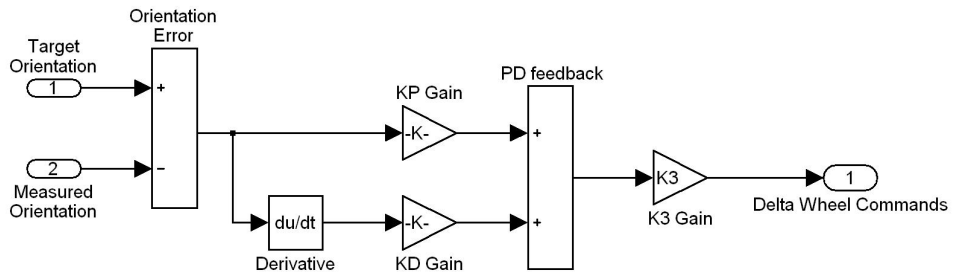 Orientation
Error
Target
Orientation
1
+
2
-
Measured
Orientation
KP Gain
-K-
du/dt
Derivative
-K-
KD Gain
PD feedback
+
+
K3
K3 Gain
1
Delta Wheel Commands